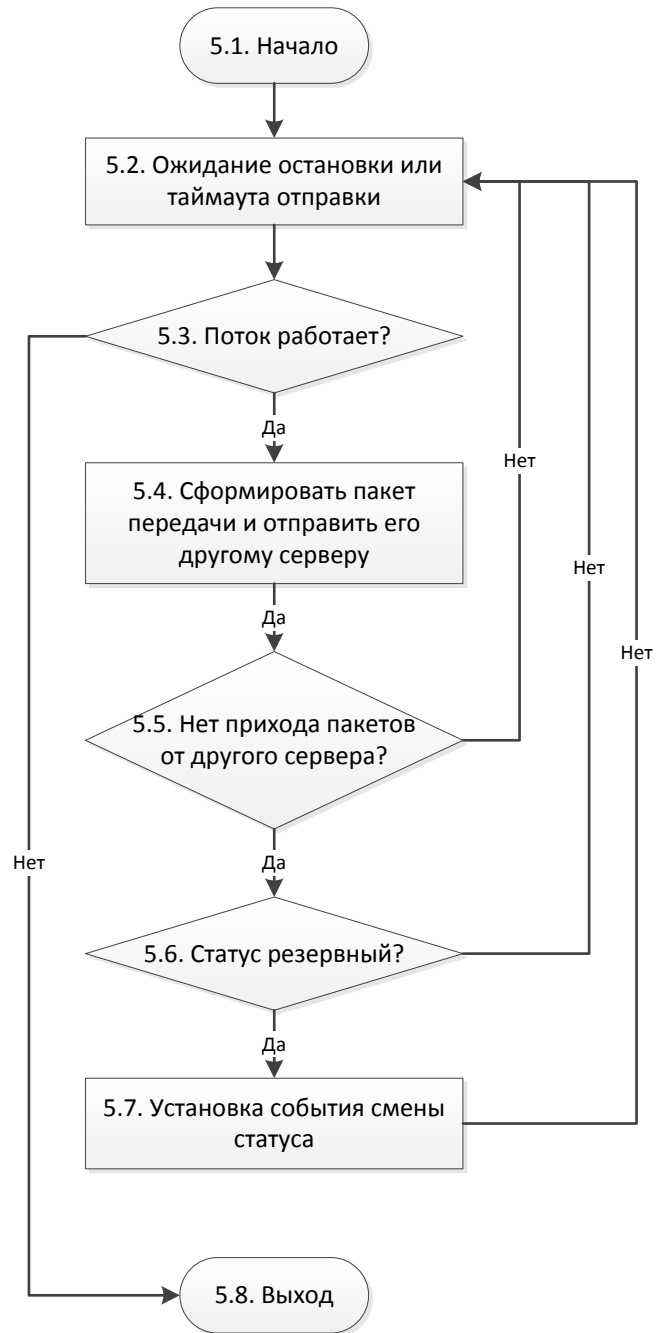 5.1. Начало
5.2. Ожидание остановки или
таймаута отправки
5.3. Поток работает?
Да
Нет
5.4. Сформировать пакет
передачи и отправить его
другому серверу
Нет
Да
Нет
5.5. Нет прихода пакетов
от другого сервера?
Нет
Да
5.6. Статус резервный?
Да
5.7. Установка события смены
статуса
5.8. Выход